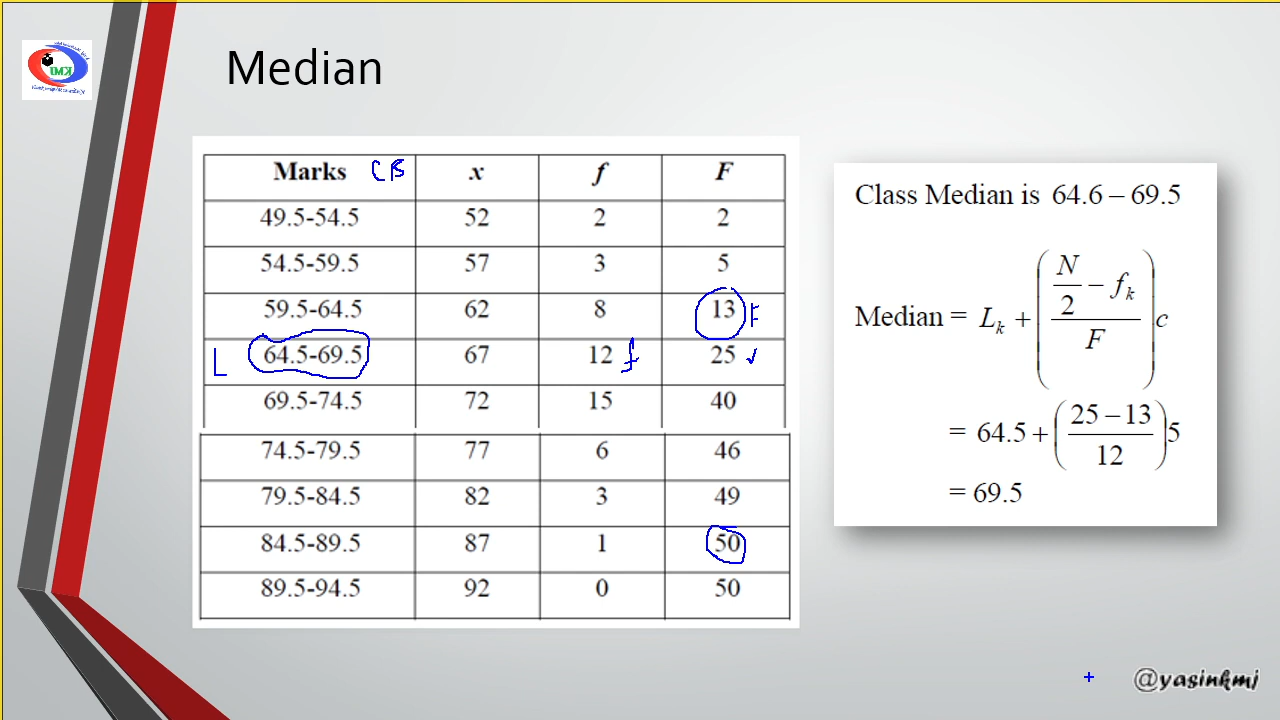 Median
Marks CB x f F
49.5-54.5 52 2 2
54.5-59.5 57 3 5
59.5-64.5 62 8 13 F
L 64.5-69.5 67 12 f 25 ✓
69.5-74.5 72 15 40
74.5-79.5 77 6 46
79.5-84.5 82 3 49
84.5-89.5 87 1 50
89.5-94.5 92 0 50
Class Median is 64.6 – 69.5
Median = L_k + ( (N/2 − f_k) / F ) c
= 64.5 + ( (25 − 13) / 12 ) 5
= 69.5
KMJ
@yasinkmj